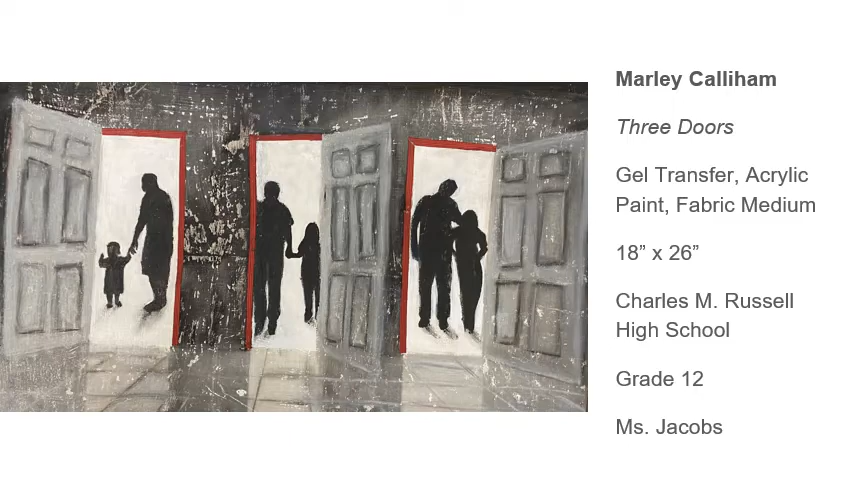 Marley Calliham
Three Doors
Gel Transfer, Acrylic
Paint, Fabric Medium
18” x 26”
Charles M. Russell
High School
Grade 12
Ms. Jacobs